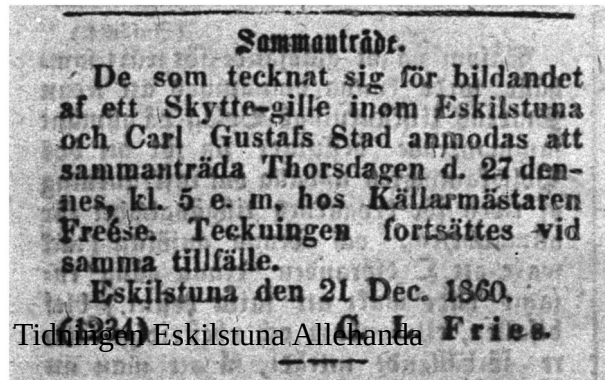 Sammanträde.
De som tecknat sig för bildandet
af ett Skytte-gille inom Eskilstuna
och Carl Gustafs Stad anmodas att
sammanträda Thorsdagen d. 27 den-
nes, kl. 5 e. m. hos Källarmästaren
Freése. Teckningen fortsättes vid
samma tillfälle.
Eskilstuna den 21 Dec. 1860.
C. L. Fries.
Tidningen Eskilstuna Allehanda